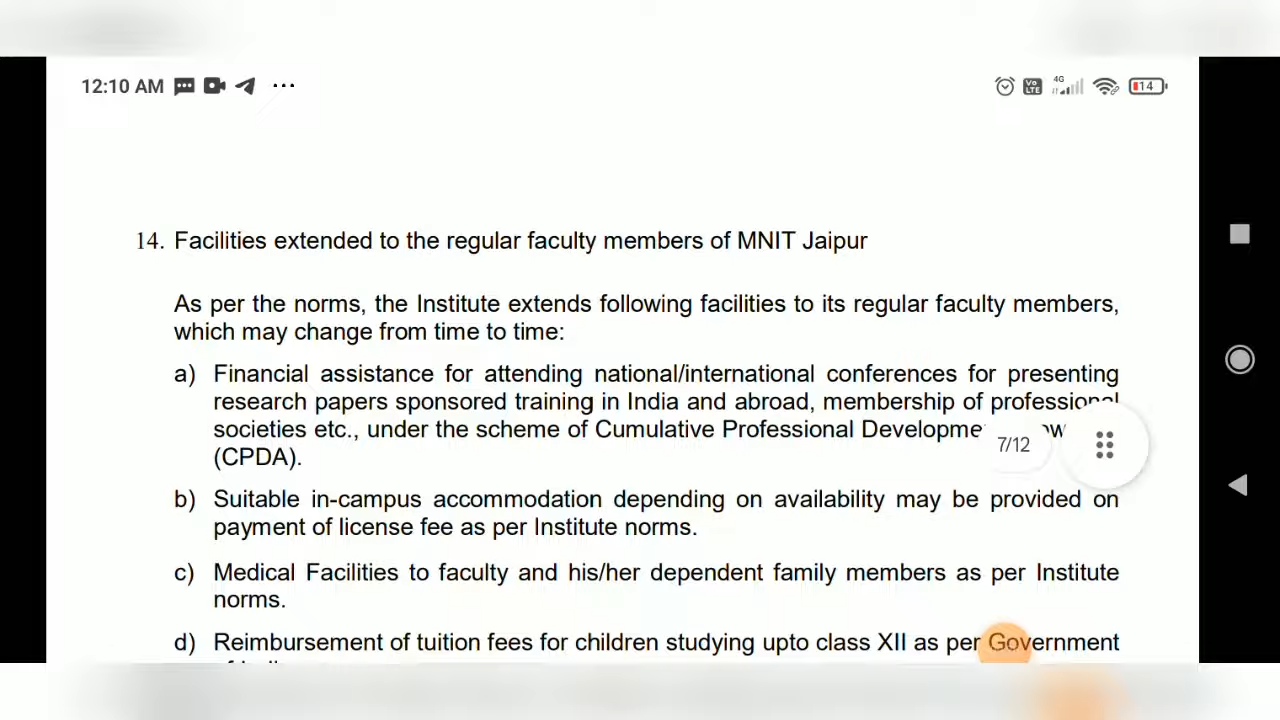 12:10 AM ...
4G
Vo
LTE
14
14. Facilities extended to the regular faculty members of MNIT Jaipur
As per the norms, the Institute extends following facilities to its regular faculty members,
which may change from time to time:
a) Financial assistance for attending national/international conferences for presenting
research papers sponsored training in India and abroad, membership of professional
societies etc., under the scheme of Cumulative Professional
(CPDA).
7/12
b) Suitable in-campus accommodation depending on availability may be provided on
payment of license fee as per Institute norms.
c) Medical Facilities to faculty and his/her dependent family members as per Institute
norms.
d) Reimbursement of tuition fees for children studying upto class XII as per Government